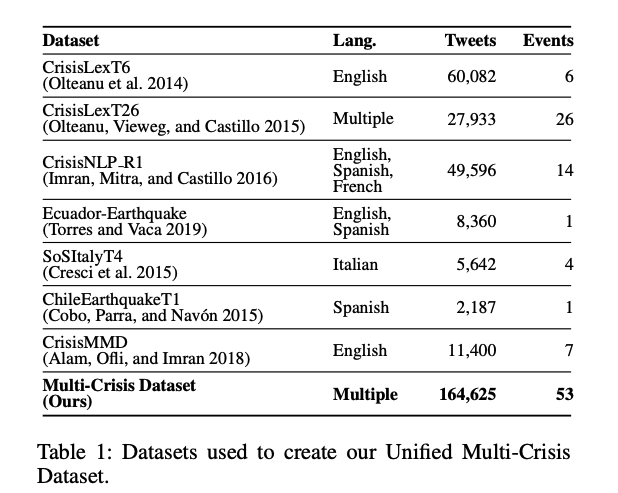 Dataset Lang. Tweets Events
CrisisLexT6
(Olteanu et al. 2014) English 60,082 6
CrisisLexT26
(Olteanu, Vieweg, and Castillo 2015) Multiple 27,933 26
CrisisNLP_R1
(Imran, Mitra, and Castillo 2016) English,
Spanish,
French 49,596 14
Ecuador-Earthquake
(Torres and Vaca 2019) English,
Spanish 8,360 1
SoSItalyT4
(Cresci et al. 2015) Italian 5,642 4
ChileEarthquakeT1
(Cobo, Parra, and Navón 2015) Spanish 2,187 1
CrisisMMD
(Alam, Ofli, and Imran 2018) English 11,400 7
Multi-Crisis Dataset
(Ours) Multiple 164,625 53
Table 1: Datasets used to create our Unified Multi-Crisis
Dataset.